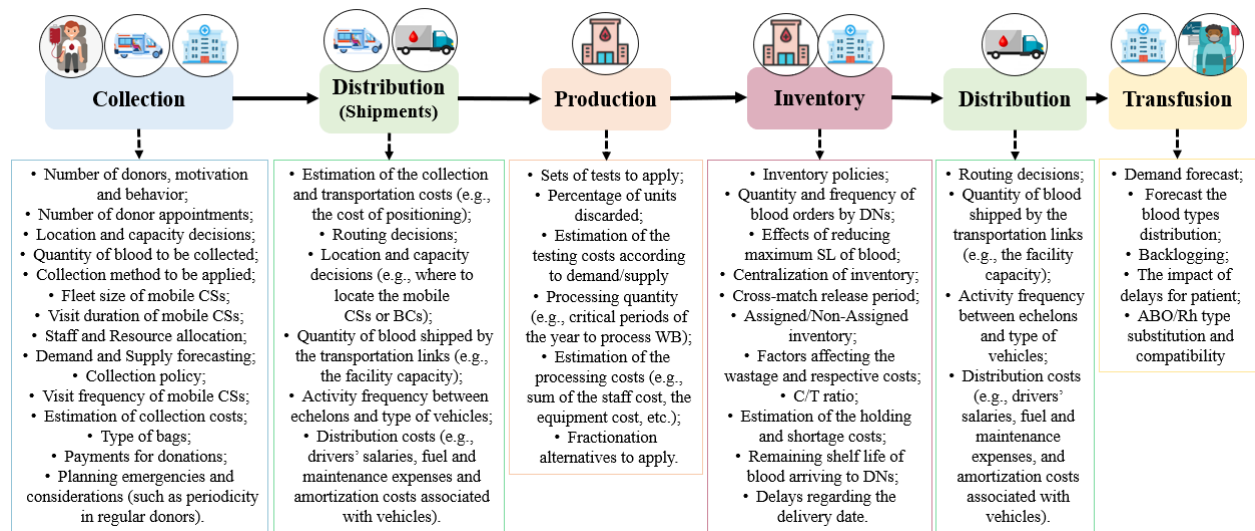 Collection
Distribution
(Shipments)
Production
Inventory
Distribution
Transfusion
• Number of donors, motivation
and behavior;
• Number of donor appointments;
• Location and capacity decisions;
• Quantity of blood to be collected;
• Collection method to be applied;
• Fleet size of mobile CSs;
• Visit duration of mobile CSs;
• Staff and Resource allocation;
• Demand and Supply forecasting;
• Collection policy;
• Visit frequency of mobile CSs;
• Estimation of collection costs;
• Type of bags;
• Payments for donations;
• Planning emergencies and
considerations (such as periodicity
in regular donors).
• Estimation of the collection
and transportation costs (e.g.,
the cost of positioning);
• Routing decisions;
• Location and capacity
decisions (e.g., where to
locate the mobile
CSs or BCs);
• Quantity of blood shipped by
the transportation links (e.g.,
the facility capacity);
• Activity frequency between
echelons and type of vehicles;
• Distribution costs (e.g.,
drivers’ salaries, fuel and
maintenance expenses and
amortization costs associated
with vehicles).
• Sets of tests to apply;
• Percentage of units
discarded;
• Estimation of the
testing costs according
to demand/supply
• Processing quantity
(e.g., critical periods of
the year to process WB);
• Estimation of the
processing costs (e.g.,
sum of the staff cost, the
equipment cost, etc.);
• Fractionation
alternatives to apply.
• Inventory policies;
• Quantity and frequency of
blood orders by DNs;
• Effects of reducing
maximum SL of blood;
• Centralization of inventory;
• Cross-match release period;
• Assigned/Non-Assigned
inventory;
• Factors affecting the
wastage and respective costs;
• C/T ratio;
• Estimation of the holding
and shortage costs;
• Remaining shelf life of
blood arriving to DNs;
• Delays regarding the
delivery date.
• Routing decisions;
• Quantity of blood
shipped by the
transportation links
(e.g., the facility
capacity);
• Activity frequency
between echelons
and type of
vehicles;
• Distribution costs
(e.g., drivers’
salaries, fuel and
maintenance
expenses, and
amortization costs
associated with
vehicles).
• Demand forecast;
• Forecast the
blood types
distribution;
• Backlogging;
• The impact of
delays for patient;
• ABO/Rh type
substitution and
compatibility